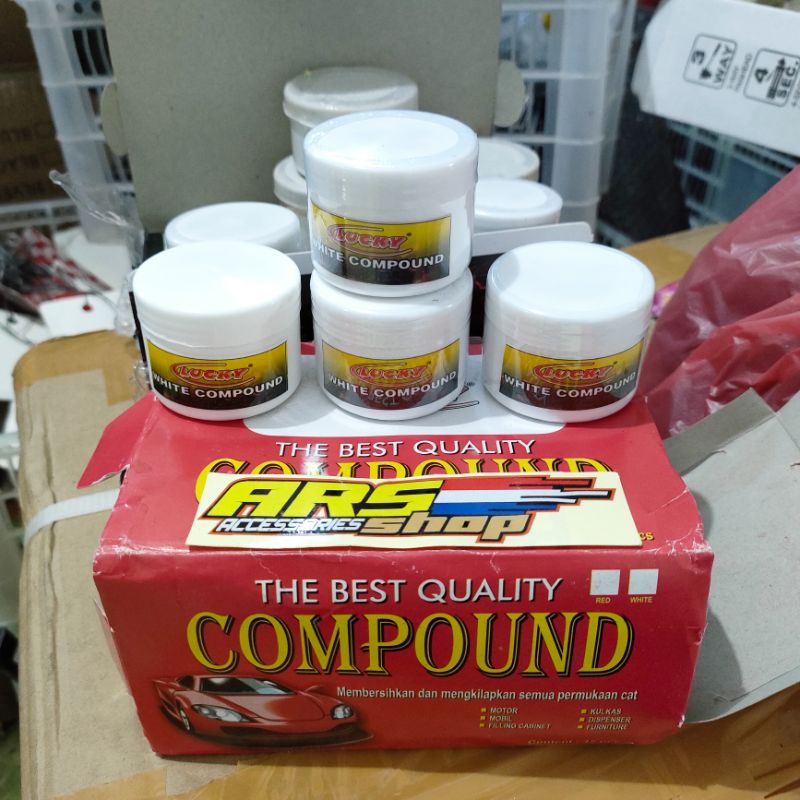 3
WAY
4
SEC.
LUCKY
WHITE COMPOUND
LUCKY
WHITE COMPOUND
LUCKY
WHITE COMPOUND
LUCKY
WHITE COMPOUND
THE BEST QUALITY
COMPOUND
ARS
ACCESSORIES shop
THE BEST QUALITY
RED WHITE
COMPOUND
Membersihkan dan mengkilapkan semua permukaan cat
MOTOR
MOBIL
FILLING CABINET
KULKAS
DISPENSER
FURNITURE